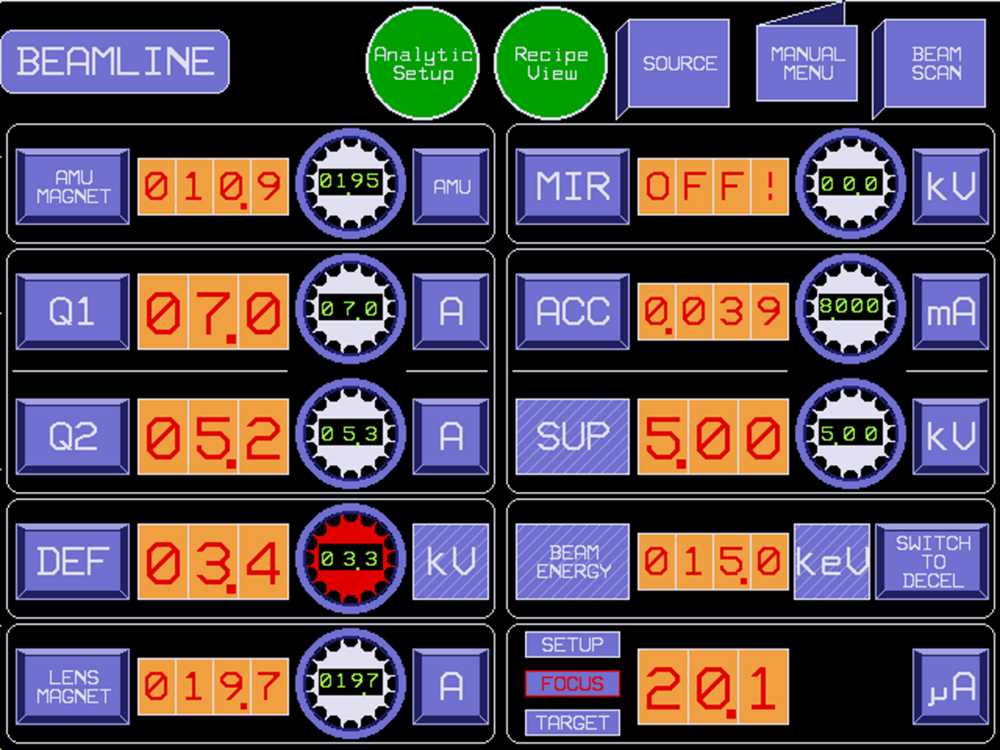 BEAMLINE
Analytic
Setup
Recipe
View
SOURCE
MANUAL
MENU
BEAM
SCAN
AMU
MAGNET
010.9
019.5
AMU
MIR
OFF!
00.0
kV
Q1
07.0
07.0
A
ACC
0.039
8.000
mA
Q2
05.2
05.3
A
SUP
5.00
5.00
kV
DEF
03.4
03.3
kV
BEAM
ENERGY
015.0
keV
SWITCH
TO
DECEL
LENS
MAGNET
019.7
019.7
A
SETUP
FOCUS
TARGET
20.1
µA